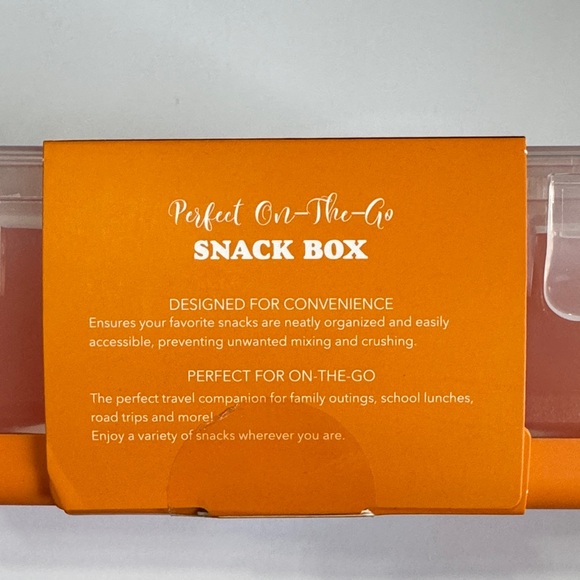 Perfect On-The-Go
SNACK BOX
DESIGNED FOR CONVENIENCE
Ensures your favorite snacks are neatly organized and easily
accessible, preventing unwanted mixing and crushing.
PERFECT FOR ON-THE-GO
The perfect travel companion for family outings, school lunches,
road trips and more!
Enjoy a variety of snacks wherever you are.